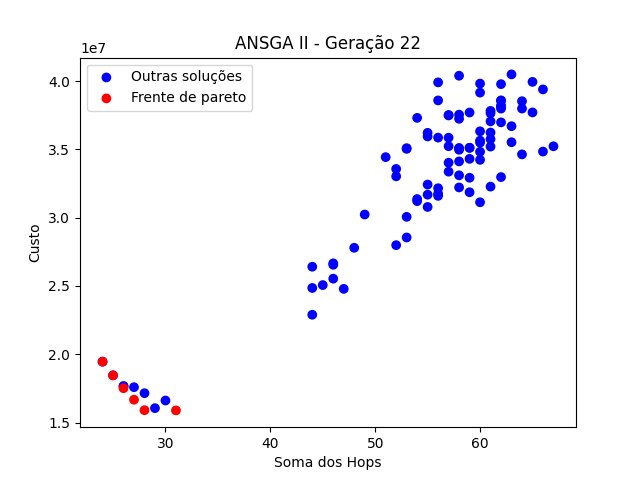 ANSGA II - Geração 22
1e7
Outras soluções
Frente de pareto
4.0
3.5
3.0
2.5
2.0
1.5
Custo
30 40 50 60
Soma dos Hops